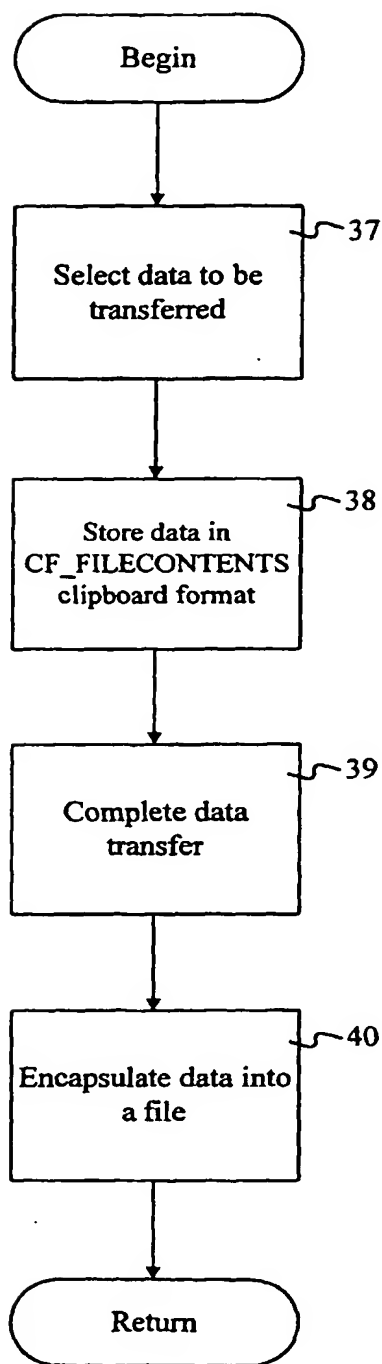 Begin
37
Select data to be
transferred
38
Store data in
CF_FILECONTENTS
clipboard format
39
Complete data
transfer
40
Encapsulate data into
a file
Return